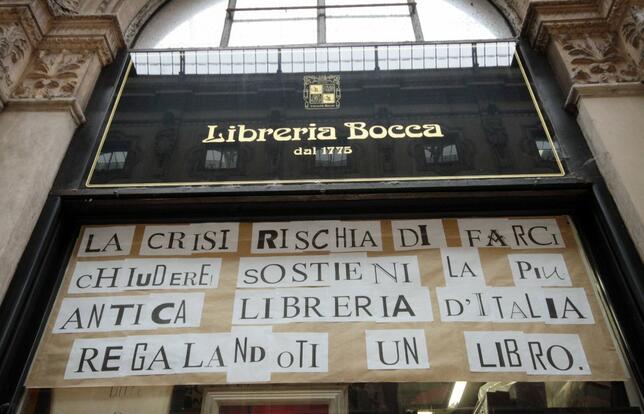 Libreria Bocca
dal 1775
LA CRISI RISCHIA DI FARCI
CHIUDERE SOSTIENI LA PIU
ANTICA LIBRERIA D'ITALIA
REGALANDOTI UN LIBRO.